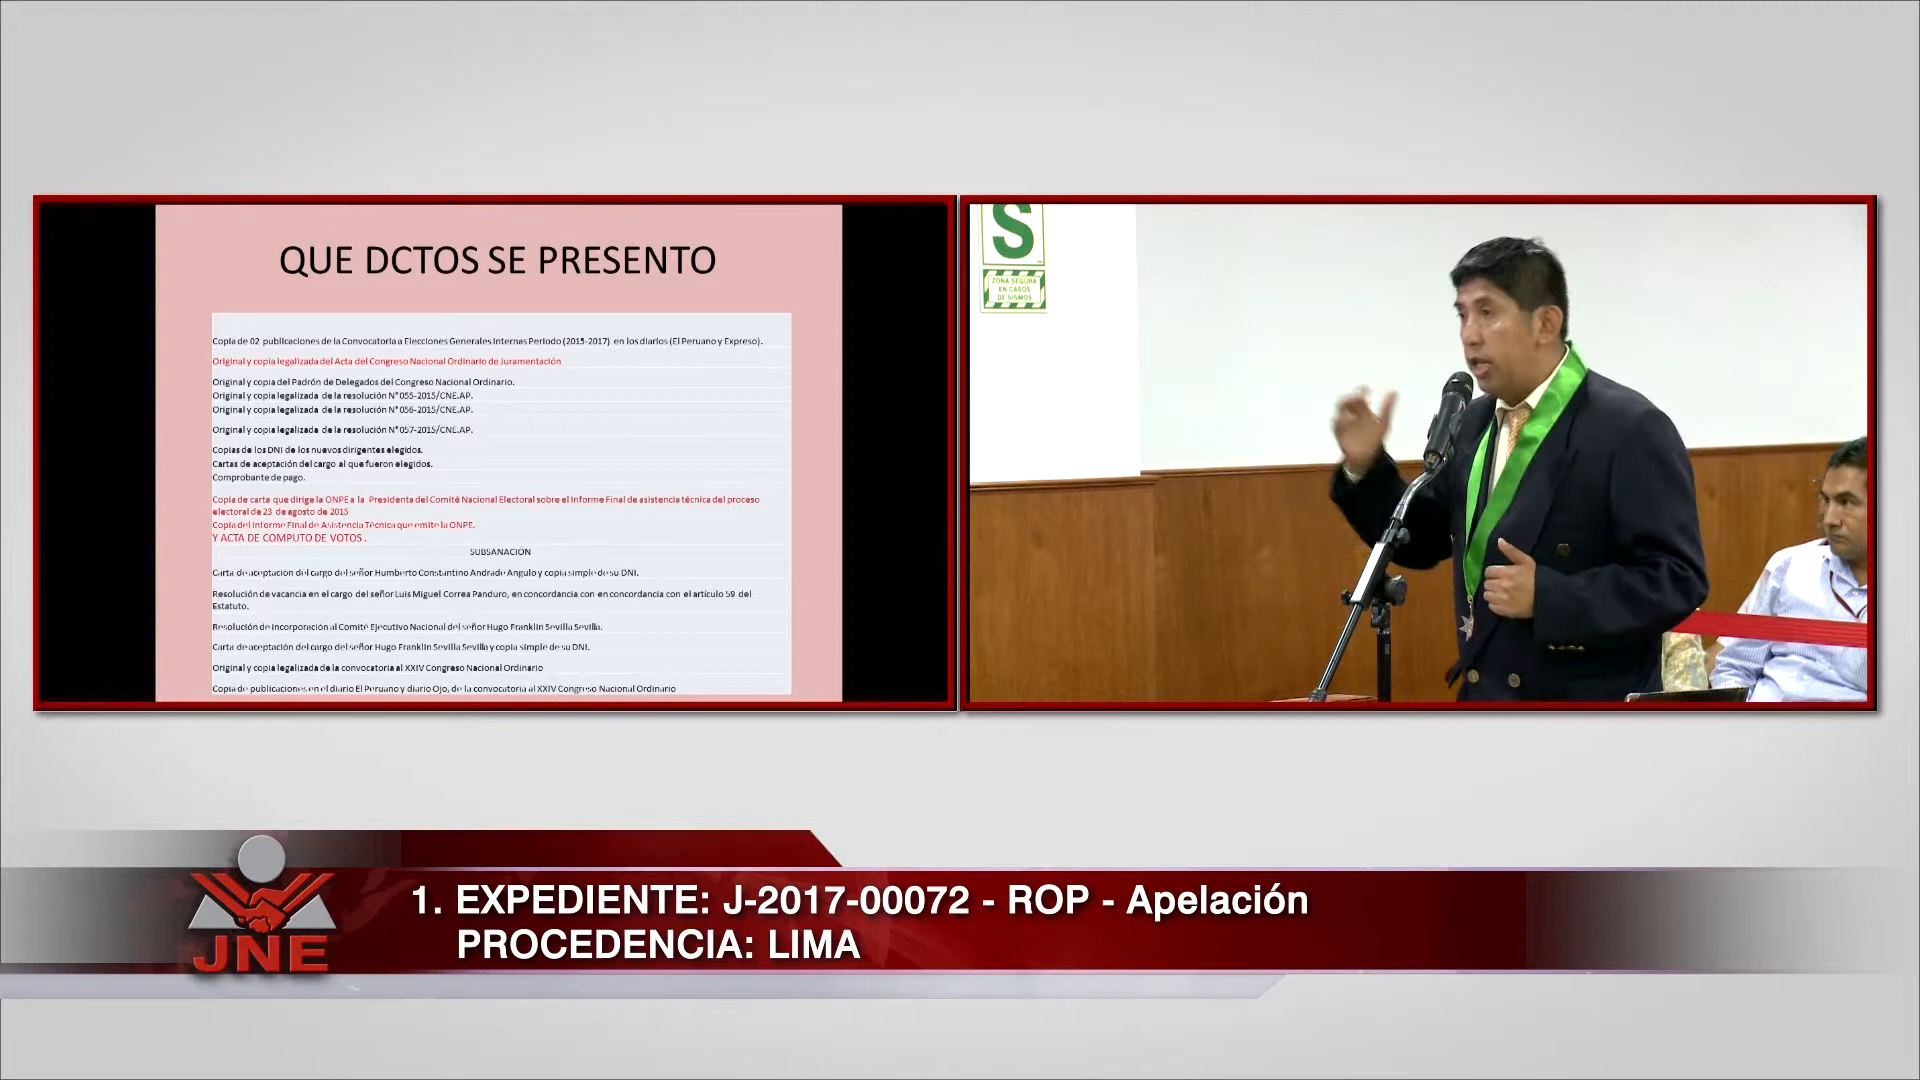 QUE DCTOS SE PRESENTO
Copia de 02 publicaciones de la Convocatoria a Elecciones Generales Internas Periodo (2015-2017) en los diarios (El Peruano y Expreso).
Original y copia legalizada del Acta del Congreso Nacional Ordinario de Juramentación
Original y copia del Padrón de Delegados del Congreso Nacional Ordinario.
Original y copia legalizada de la resolución N° 055-2015/CNE.AP.
Original y copia legalizada de la resolución N° 056-2015/CNE.AP.
Original y copia legalizada de la resolución N° 057-2015/CNE.AP.
Copias de los DNI de los nuevos dirigentes elegidos.
Cartas de aceptación del cargo al que fueron elegidos.
Comprobante de pago.
Copia de carta que dirige la ONPE a la Presidenta del Comité Nacional Electoral sobre el Informe Final de asistencia técnica del proceso
electoral de 23 de agosto de 2015
Copia del Informe Final de Asistencia Técnica que emite la ONPE.
Y ACTA DE COMPUTO DE VOTOS .
SUBSANACIÓN
Carta de aceptación del cargo del señor Humberto Constantino Andrade Angulo y copia simple de su DNI.
Resolución de vacancia en el cargo del señor Luis Miguel Correa Panduro, en concordancia con en concordancia con el artículo 59 del
Estatuto.
Resolución de incorporación al Comité Ejecutivo Nacional del señor Hugo Franklin Sevilla Sevilla.
Carta de aceptación del cargo del señor Hugo Franklin Sevilla Sevilla y copia simple de su DNI.
Original y copia legalizada de la convocatoria al XXIV Congreso Nacional Ordinario
Copia de publicaciones en el diario El Peruano y diario Ojo, de la convocatoria al XXIV Congreso Nacional Ordinario
S
ZONA SEGURA
EN CASOS
DE SISMOS
JNE
1. EXPEDIENTE: J-2017-00072 - ROP - Apelación
PROCEDENCIA: LIMA